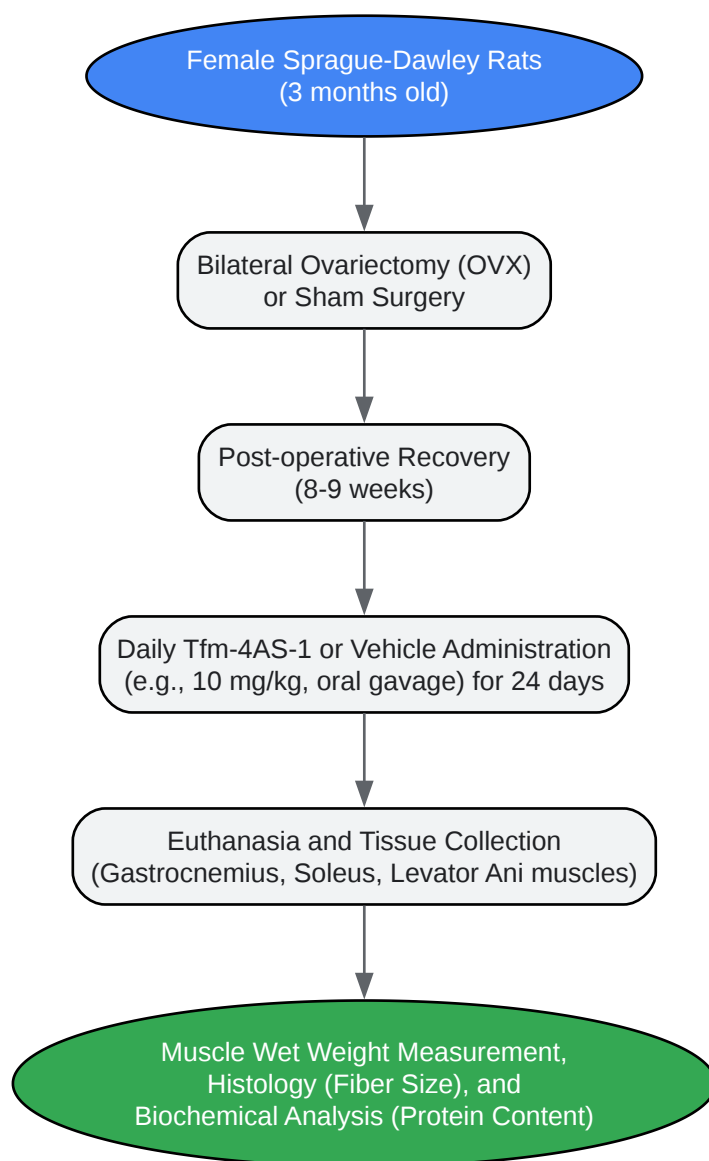 Female Sprague-Dawley Rats
(3 months old)
Bilateral Ovariectomy (OVX)
or Sham Surgery
Post-operative Recovery
(8-9 weeks)
Daily Tfm-4AS-1 or Vehicle Administration
(e.g., 10 mg/kg, oral gavage) for 24 days
Euthanasia and Tissue Collection
(Gastrocnemius, Soleus, Levator Ani muscles)
Muscle Wet Weight Measurement,
Histology (Fiber Size), and
Biochemical Analysis (Protein Content)